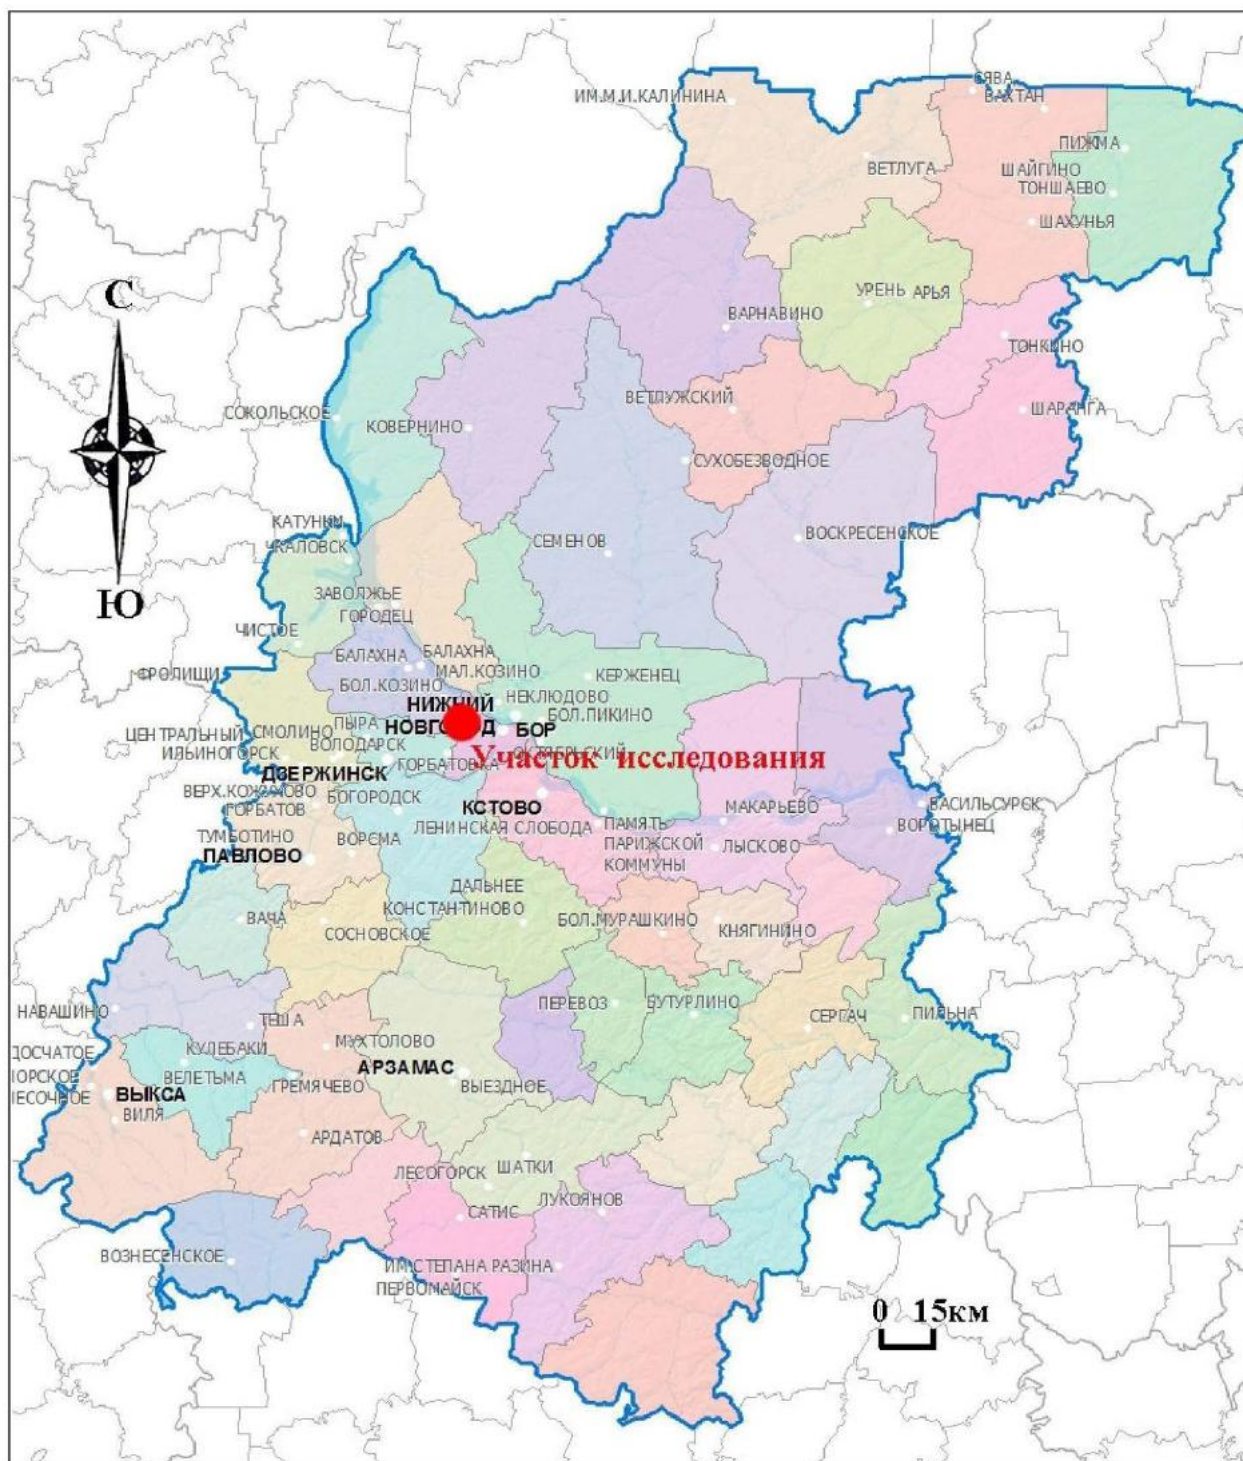 СЯВА
ИМ.М.И.КАЛИНИНА
ВАХТАН
ПИЖМА
ВЕТЛУГА
ШАЙГИНО
ТОНШАЕВО
ШАХУНЬЯ
С
УРЕНЬ АРЬЯ
ВАРНАВИНО
ТОНКИНО
ВЕТЛУЖСКИЙ
ШАРАНГА
СОКОЛЬСКОЕ
КОВЕРНИНО
СУХОБЕЗВОДНОЕ
КАТУНКИ
ВОСКРЕСЕНСКОЕ
ЧКАЛОВСК
СЕМЕНОВ
ЗАВОЛЖЬЕ
Ю
ГОРОДЕЦ
ЧИСТОЕ
БАЛАХНА
БАЛАХНА
МАЛ.КОЗИНО
ФРОЛИЩИ
КЕРЖЕНЕЦ
БОЛ.КОЗИНО
НЕКЛЮДОВО
НИЖНИЙ
НОВГОРОД
БОЛ.ПИКИНО
ПЫРА
БОР
ЦЕНТРАЛЬНЫЙ
СМОЛИНО
ВОЛОДАРСК
ОКТЯБРЬСКИЙ
ИЛЬИНОГОРСК
ГОРБАТОВКА
Участок исследования
ДЗЕРЖИНСК
ВЕРХ.КОЖУХОВО
БОГОРОДСК
КСТОВО
МАКАРЬЕВО
ВАСИЛЬСУРСК
ГОРБАТОВ
ЛЕНИНСКАЯ СЛОБОДА
ПАМЯТЬ
ПАРИЖСКОЙ
КОММУНЫ
ВОРОТЫНЕЦ
ТУМБОТИНО
ВОРСМА
ЛЫСКОВО
ПАВЛОВО
ДАЛЬНЕЕ
КОНСТАНТИНОВО
ВАЧА
БОЛ.МУРАШКИНО
СОСНОВСКОЕ
КНЯГИНИНО
НАВАШИНО
ПЕРЕВОЗ
БУТУРЛИНО
СЕРГАЧ
ПИЛЬНА
ТЕША
МУХТОЛОВО
ДОСЧАТОЕ
КУЛЕБАКИ
АРЗАМАС
ВЕЛЕТЬМА
ГРЕМЯЧЕВО
ВЫЕЗДНОЕ
ВЫКСА
ВИЛЯ
АРДАТОВ
ШАТКИ
ЛЕСОГОРСК
ЛУКОЯНОВ
САТИС
ВОЗНЕСЕНСКОЕ
ИМ.СТЕПАНА РАЗИНА
ПЕРВОМАЙСК
0 15км